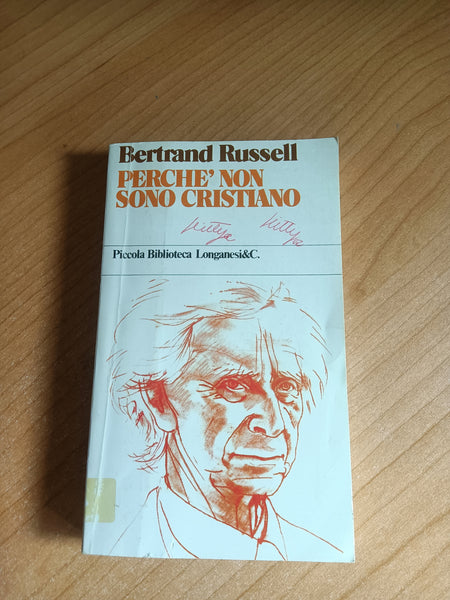 Bertrand Russell
PERCHE' NON
SONO CRISTIANO
Piccola Biblioteca Longanesi&C.